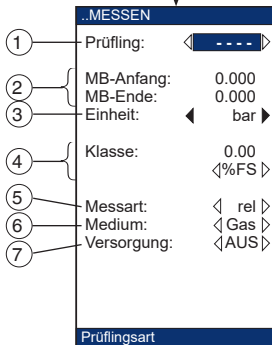 ..MESSEN
1 Prüfling: - - - -
2 MB-Anfang: 0.000
MB-Ende: 0.000
3 Einheit: bar
4 Klasse: 0.00
%FS
5 Messart: rel
6 Medium: Gas
7 Versorgung: AUS
Prüflingsart